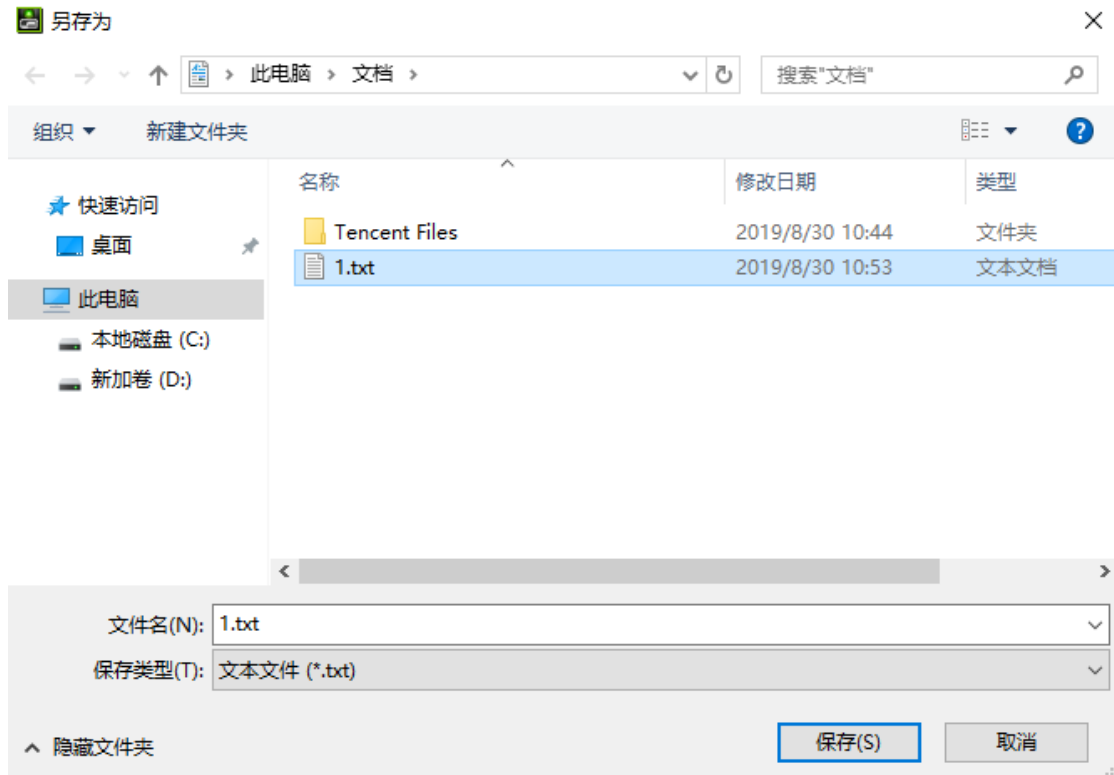 另存为
此电脑 > 文档 >
搜索"文档"
组织 新建文件夹
名称 修改日期 类型
快速访问
桌面
此电脑
本地磁盘 (C:)
新加卷 (D:)
Tencent Files 2019/8/30 10:44 文件夹
1.txt 2019/8/30 10:53 文本文档
文件名(N): 1.txt
保存类型(T): 文本文件 (*.txt)
隐藏文件夹 保存(S) 取消